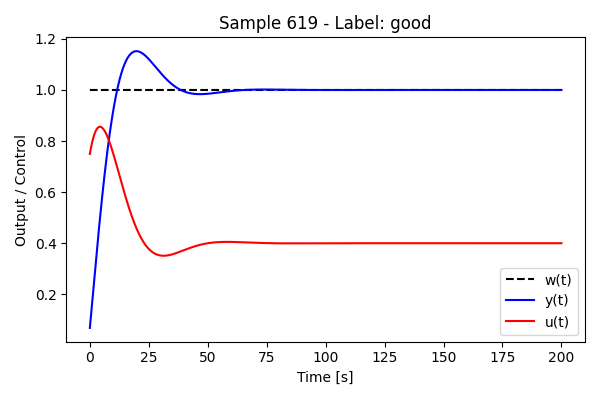 Sample 619 - Label: good
Output / Control
1.2
1.0
0.8
0.6
0.4
0.2
w(t)
y(t)
u(t)
0 25 50 75 100 125 150 175 200
Time [s]